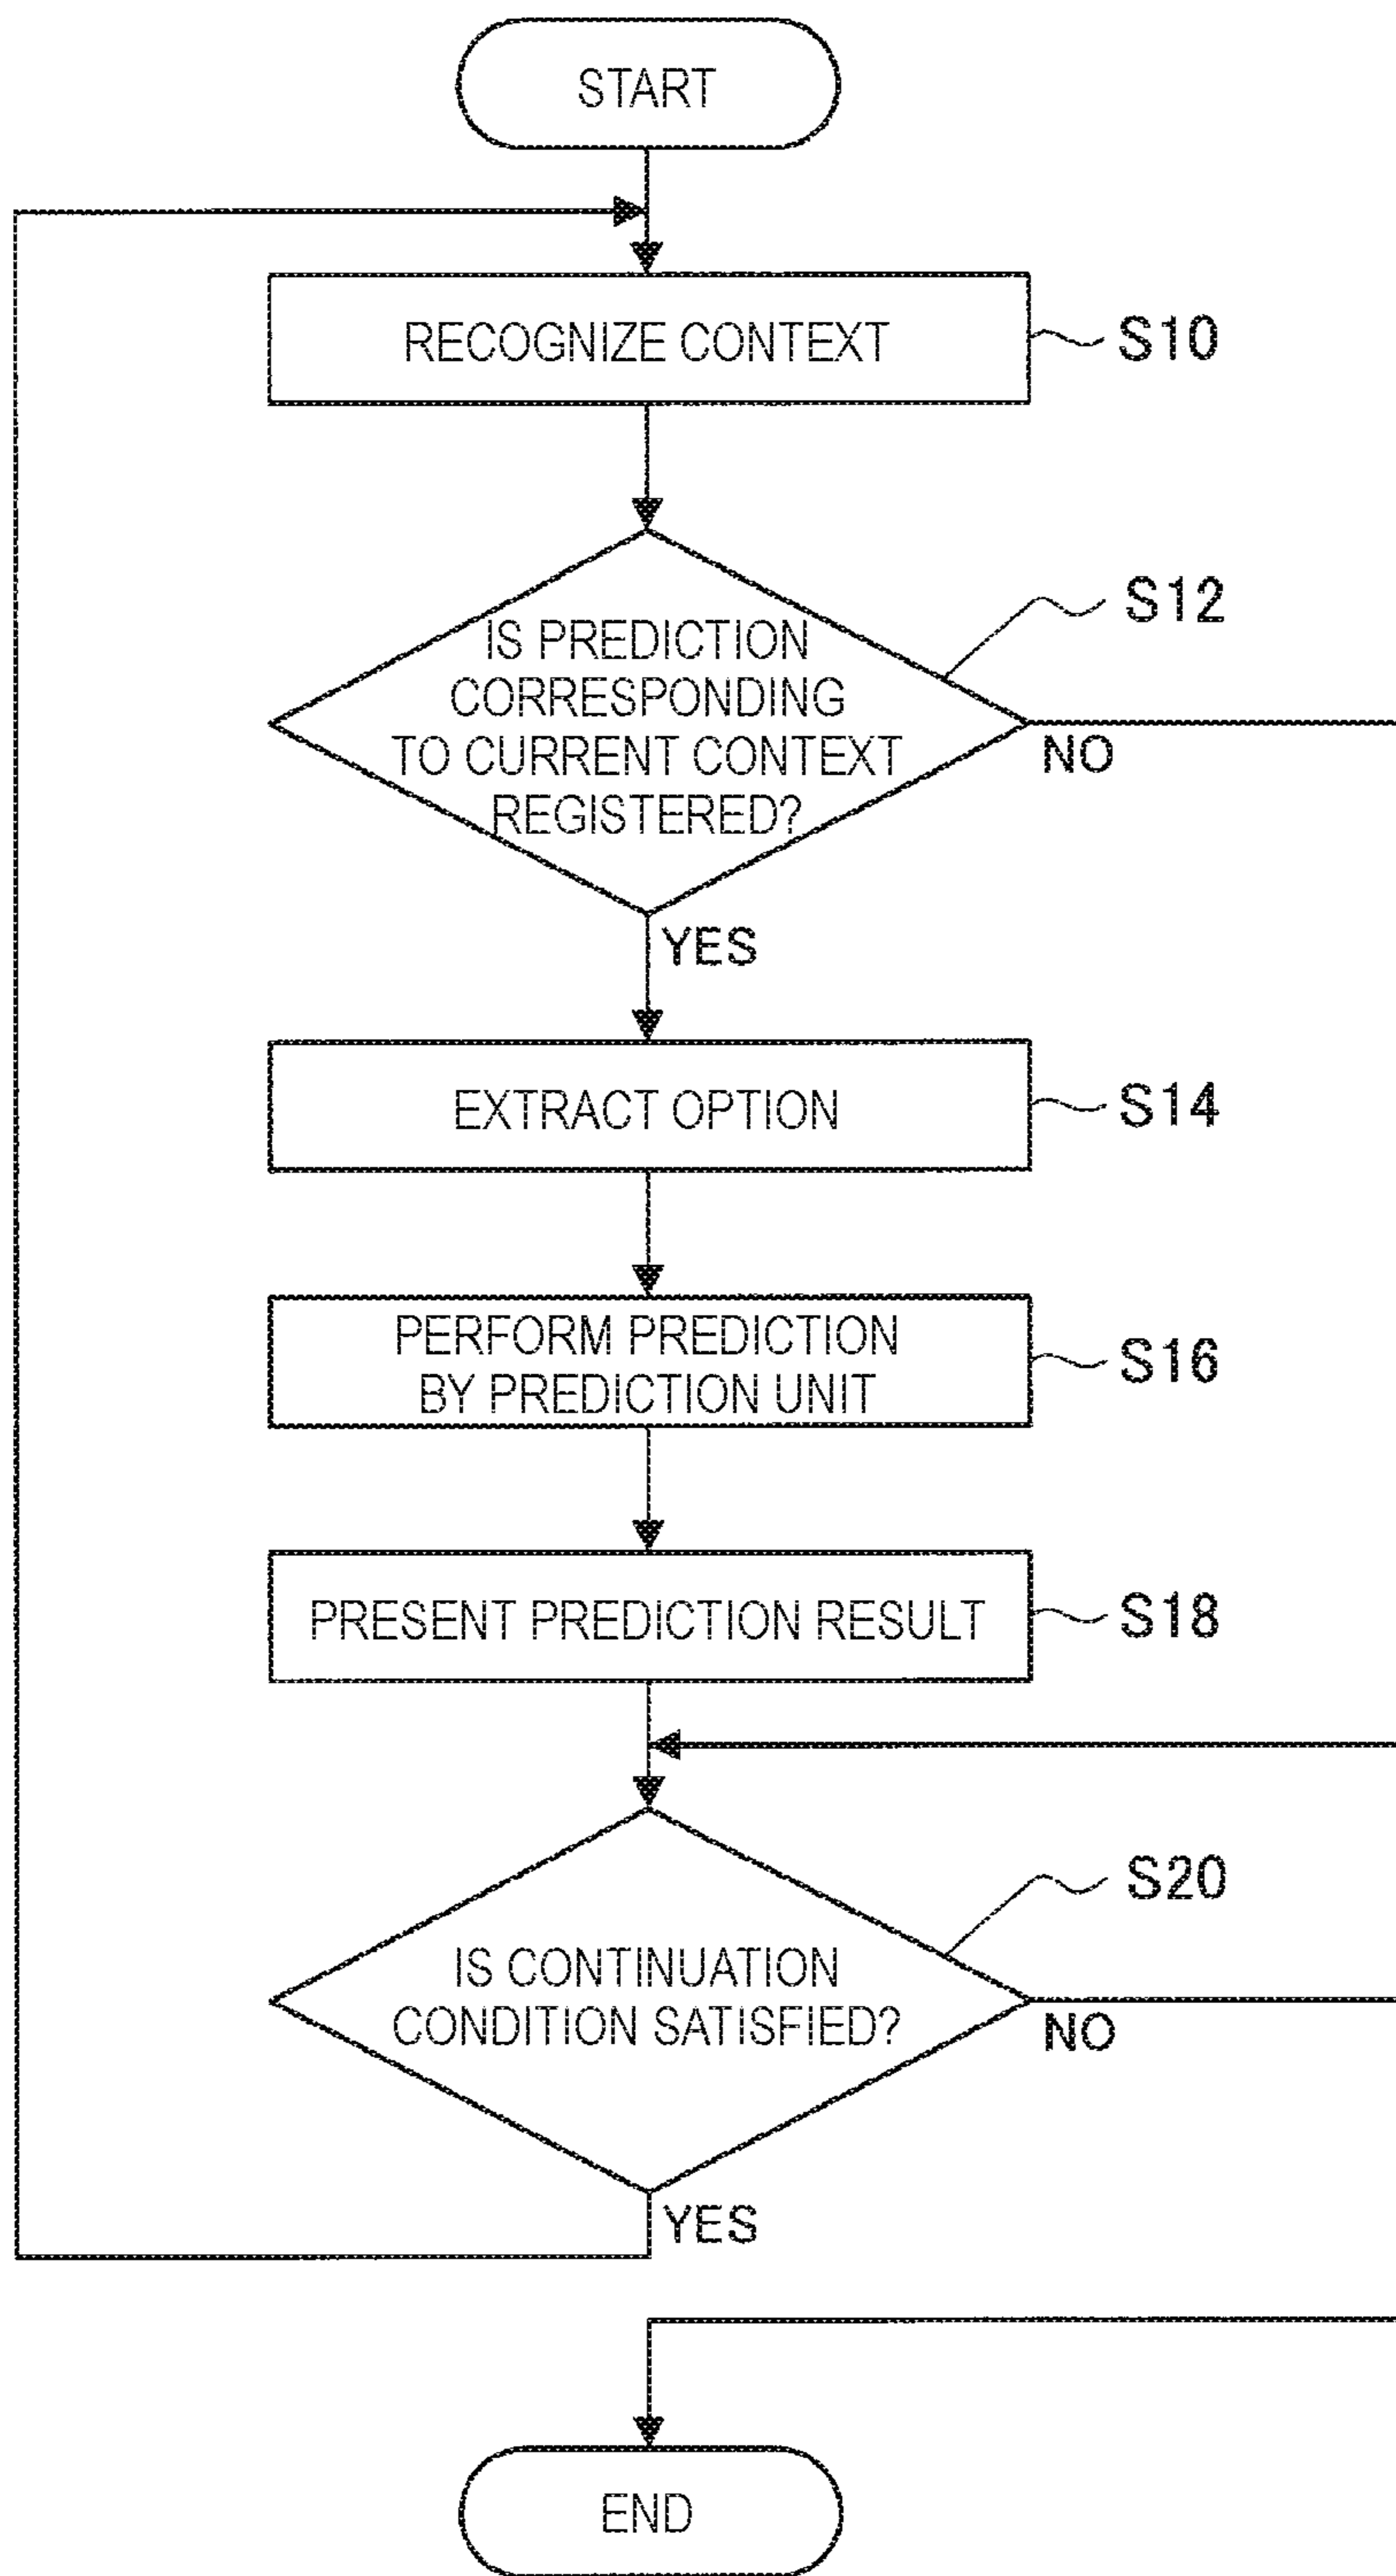 START
RECOGNIZE CONTEXT
S10
S12
IS PREDICTION
CORRESPONDING
TO CURRENT CONTEXT
REGISTERED?
NO
YES
EXTRACT OPTION
S14
PERFORM PREDICTION
BY PREDICTION UNIT
S16
PRESENT PREDICTION RESULT
S18
S20
IS CONTINUATION
CONDITION SATISFIED?
NO
YES
END